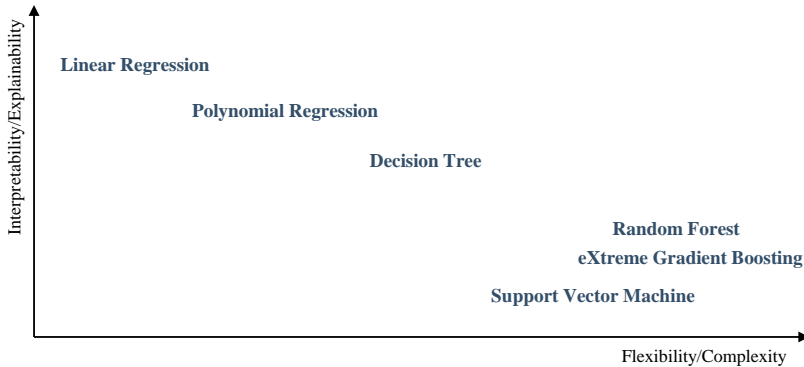 Interpretability/Explainability
Linear Regression
Polynomial Regression
Decision Tree
Random Forest
eXtreme Gradient Boosting
Support Vector Machine
Flexibility/Complexity